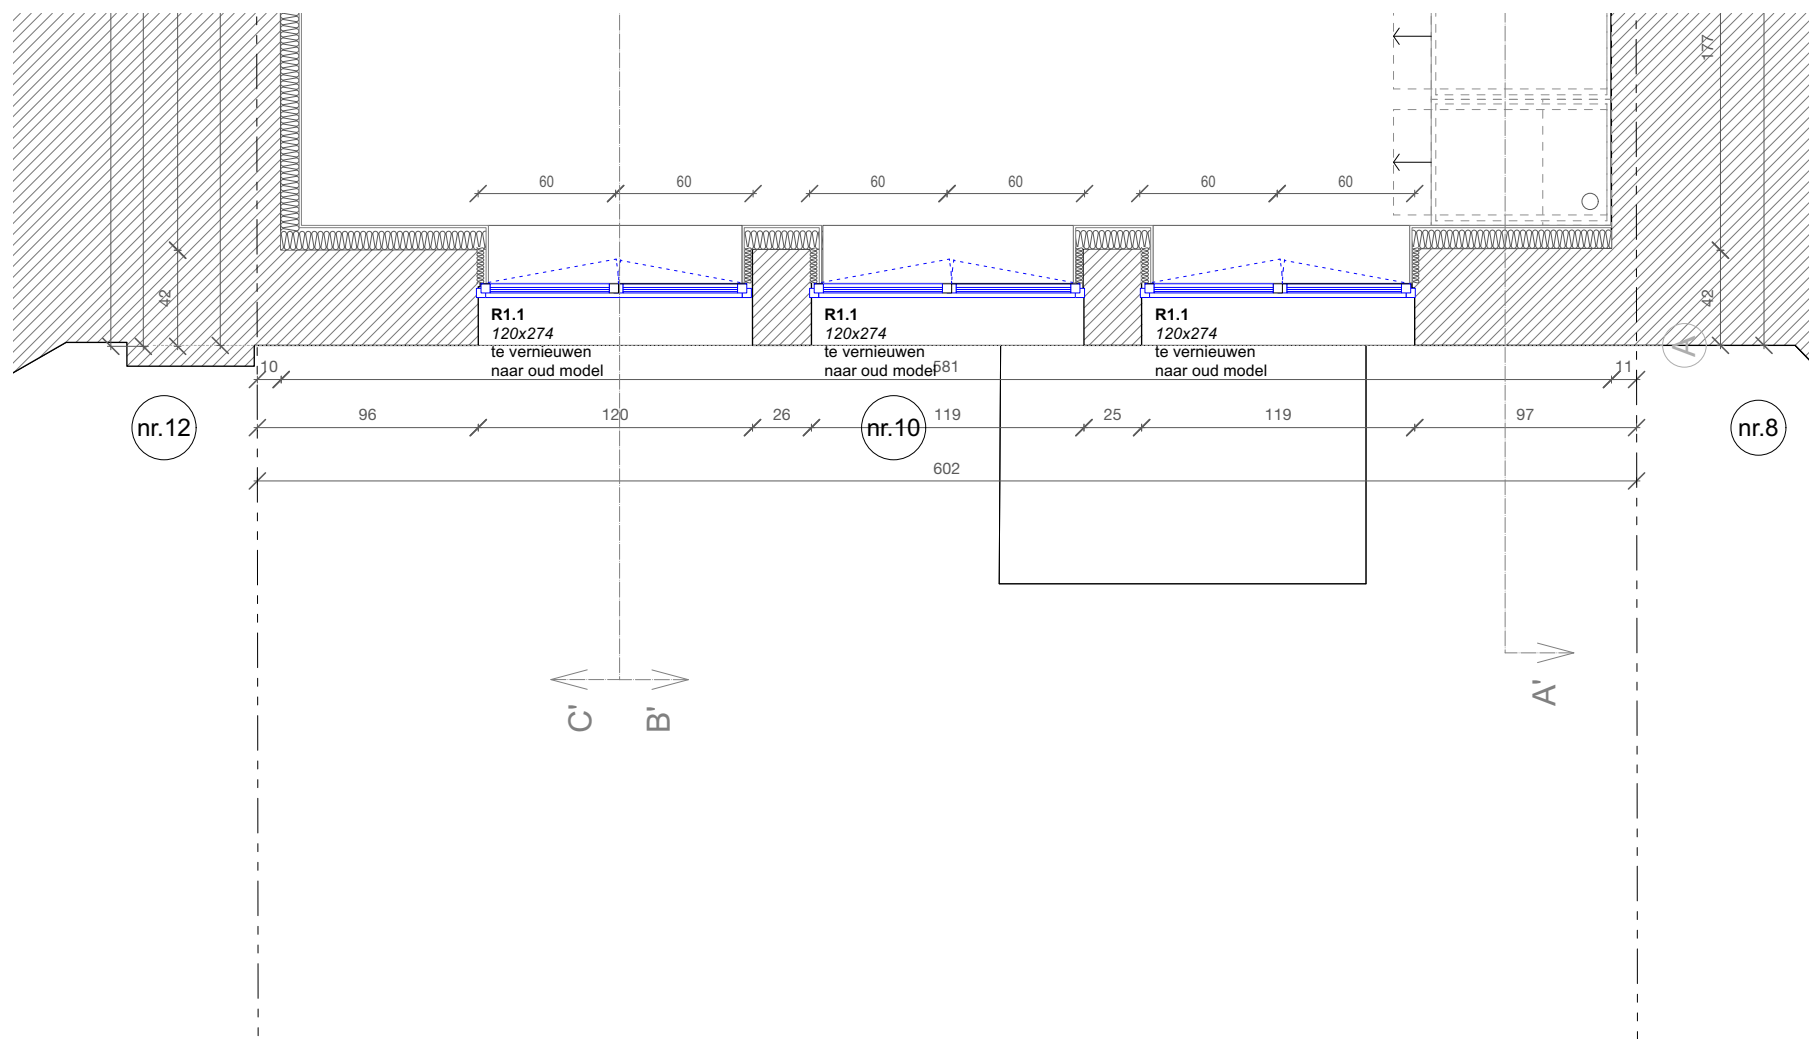 177
60
60
60
60
60
60
42
42
R1.1
120x274
te vernieuwen
naar oud model
R1.1
120x274
te vernieuwen
naar oud model
R1.1
120x274
te vernieuwen
naar oud model
A
10
581
11
96
120
26
119
25
119
97
nr.12
nr.10
nr.8
602
C'
B'
A'